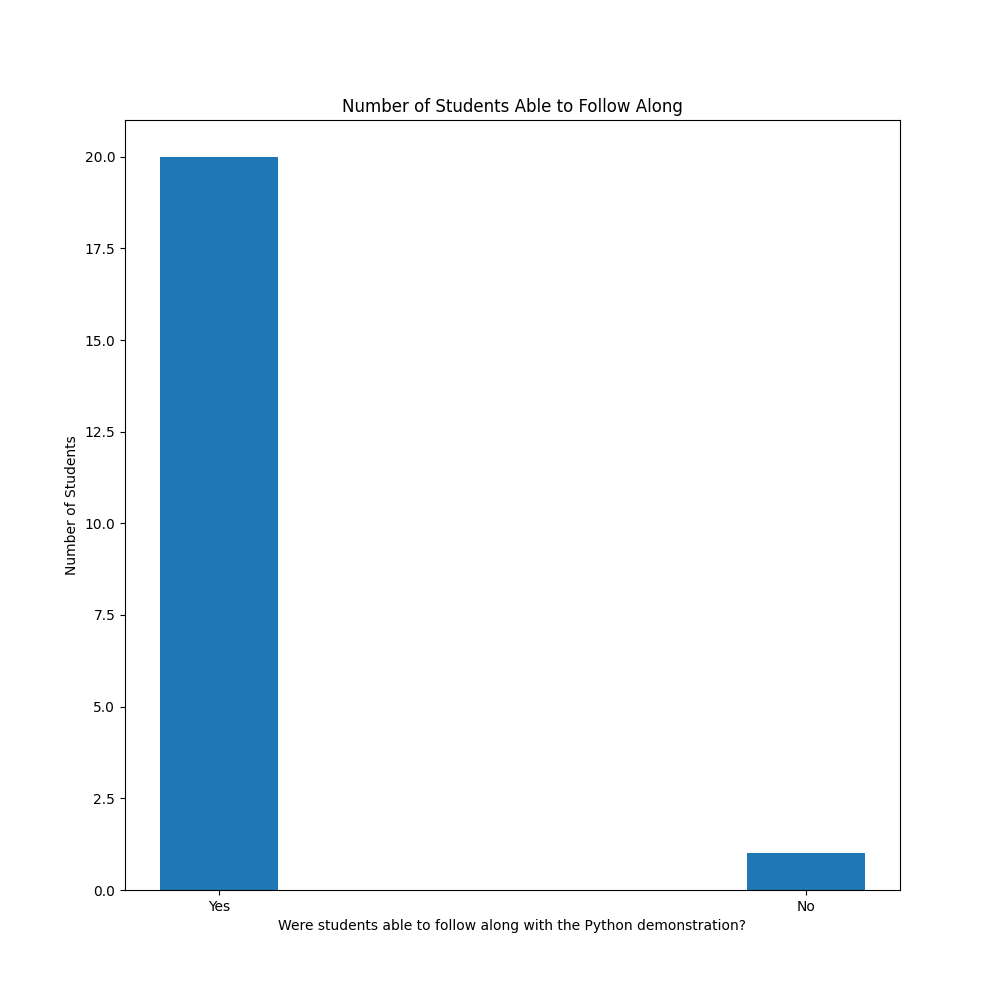 Number of Students Able to Follow Along
20.0
17.5
15.0
12.5
10.0
7.5
5.0
2.5
0.0
Number of Students
Yes
No
Were students able to follow along with the Python demonstration?